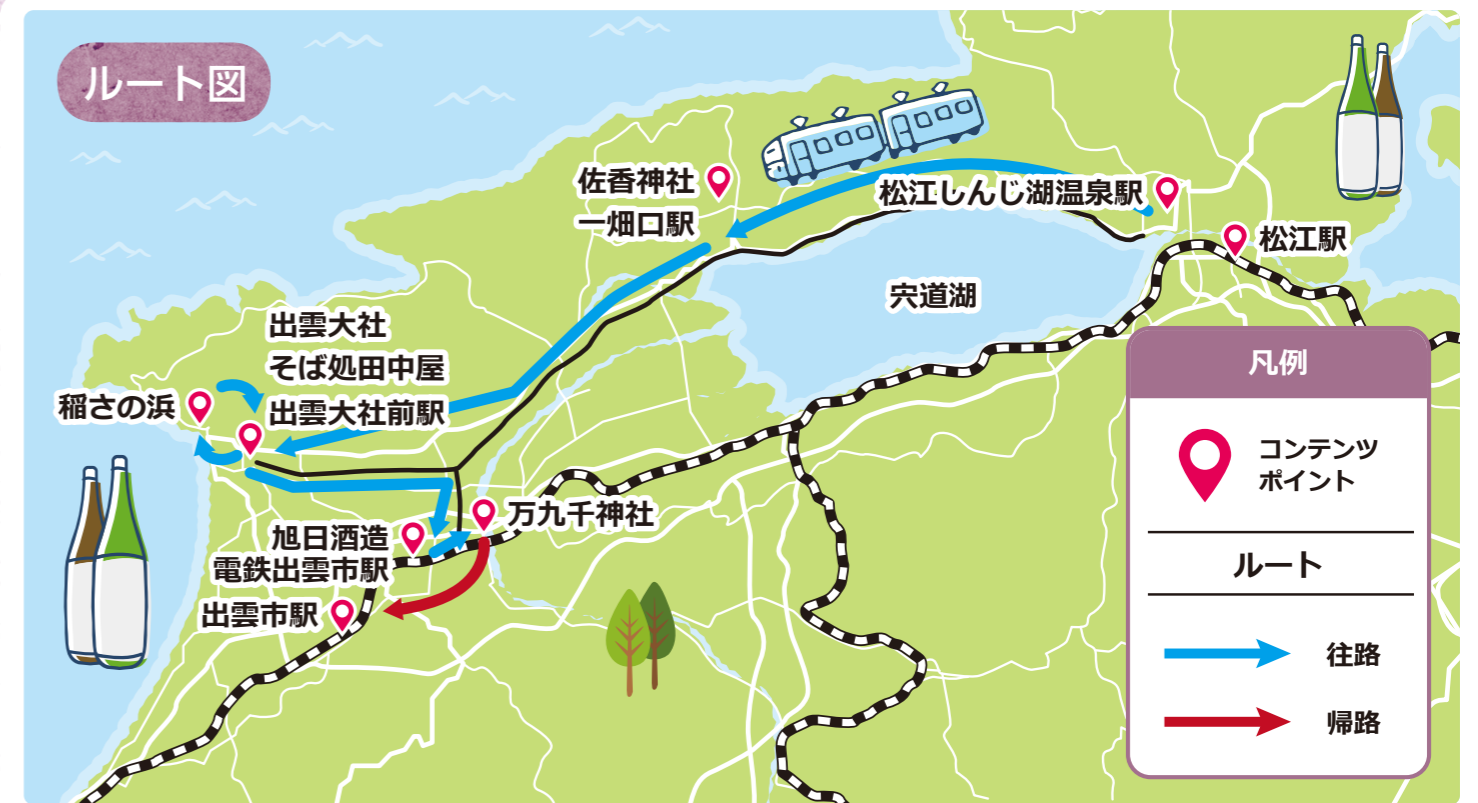 ルート図
佐香神社
一畑口駅
松江しんじ湖温泉駅
松江駅
宍道湖
出雲大社
そば処田中屋
出雲大社前駅
稲さの浜
万九千神社
旭日酒造
電鉄出雲市駅
出雲市駅
凡例
コンテンツ
ポイント
ルート
往路
帰路